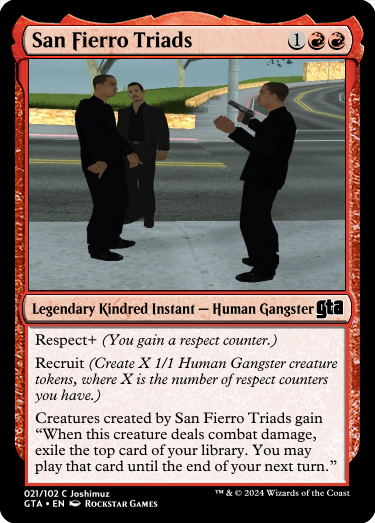 San Fierro Triads 1
Legendary Kindred Instant — Human Gangster gta
Respect+ (You gain a respect counter.)
Recruit (Create X 1/1 Human Gangster creature
tokens, where X is the number of respect counters
you have.)
Creatures created by San Fierro Triads gain
“When this creature deals combat damage,
exile the top card of your library. You may
play that card until the end of your next turn.”
021/102 C Joshimuz
GTA • EN Rockstar Games
™ & © 2024 Wizards of the Coast